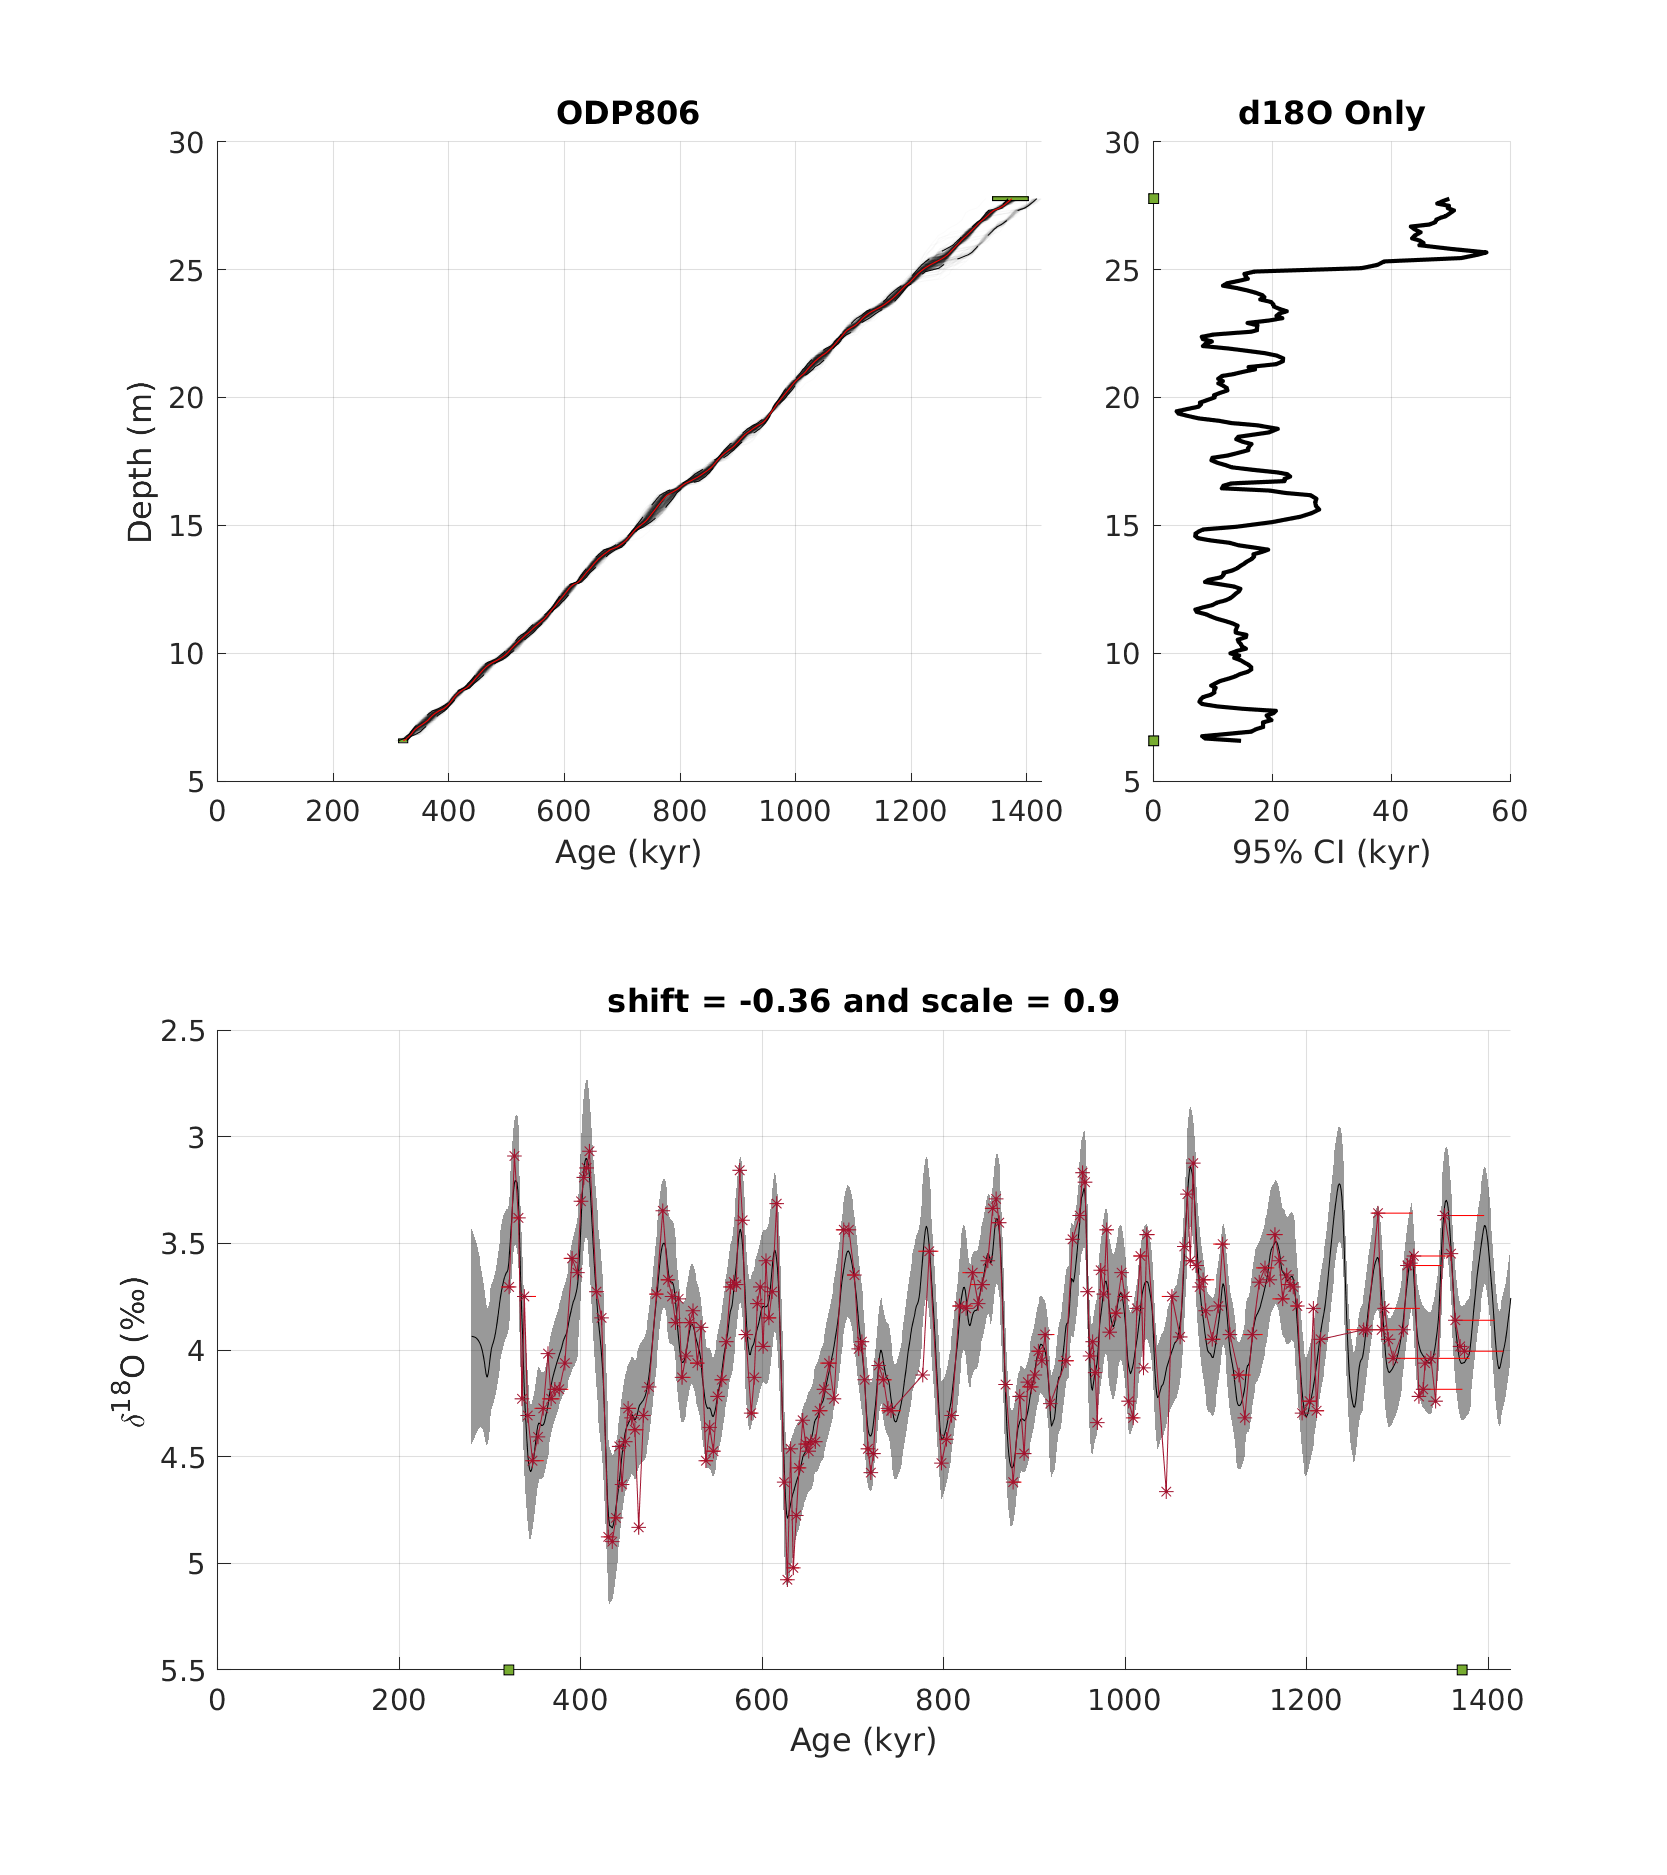 ODP806
d18O Only
30
25
20
15
10
5
Depth (m)
0 200 400 600 800 1000 1200 1400
Age (kyr)
30
25
20
15
10
5
0 20 40 60
95% CI (kyr)
shift = -0.36 and scale = 0.9
2.5
3
3.5
4
4.5
5
5.5
δ18O (‰)
0 200 400 600 800 1000 1200 1400
Age (kyr)